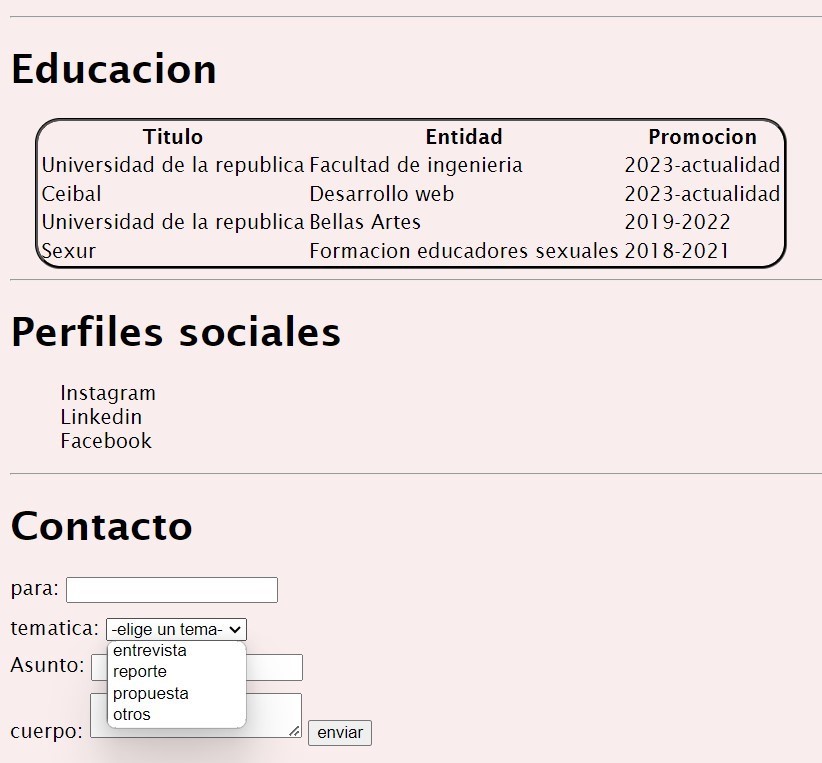 Educacion
Titulo Entidad Promocion
Universidad de la republica Facultad de ingenieria 2023-actualidad
Ceibal Desarrollo web 2023-actualidad
Universidad de la republica Bellas Artes 2019-2022
Sexur Formacion educadores sexuales 2018-2021
Perfiles sociales
Instagram
Linkedin
Facebook
Contacto
para:
tematica: -elige un tema-
entrevista
Asunto:
reporte
propuesta
otros
cuerpo: enviar